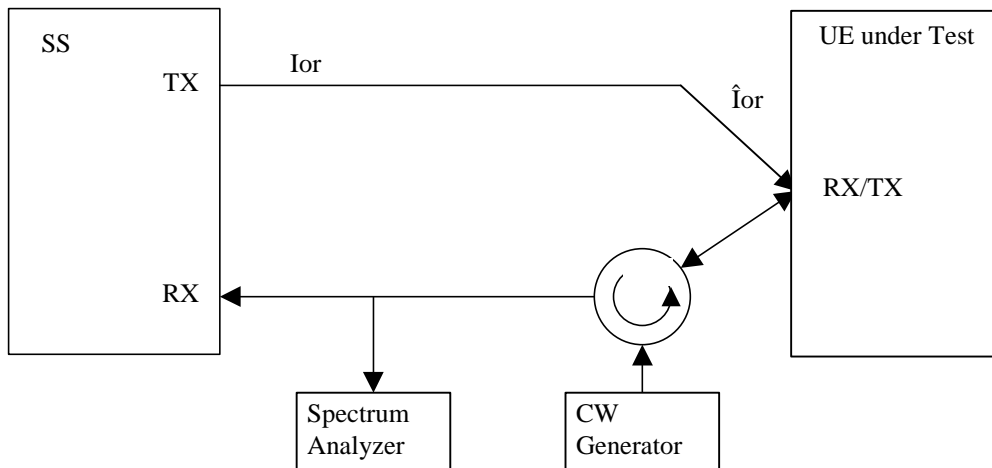 SS
UE under Test
TX
Ior
Îor
RX/TX
RX
Spectrum
Analyzer
CW
Generator